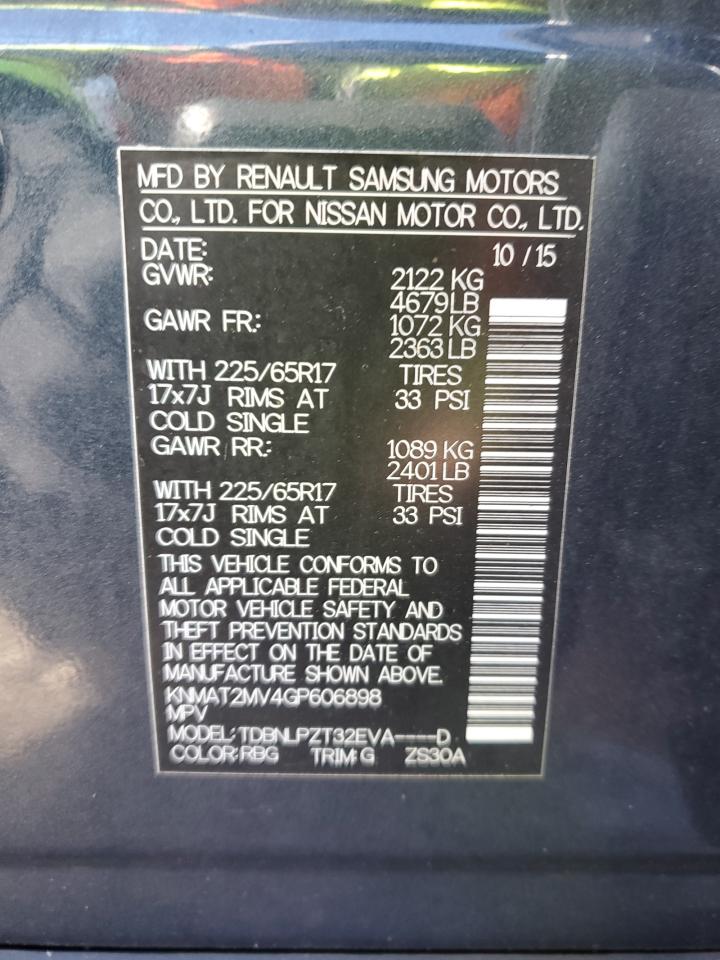 MFD BY RENAULT SAMSUNG MOTORS
CO., LTD. FOR NISSAN MOTOR CO., LTD.
DATE: 10 / 15
GVWR: 2122 KG
4679 LB
GAWR FR.: 1072 KG
2363 LB
WITH 225/65R17 TIRES
17x7J RIMS AT 33 PSI
COLD SINGLE
GAWR RR.: 1089 KG
2401 LB
WITH 225/65R17 TIRES
17x7J RIMS AT 33 PSI
COLD SINGLE
THIS VEHICLE CONFORMS TO
ALL APPLICABLE FEDERAL
MOTOR VEHICLE SAFETY AND
THEFT PREVENTION STANDARDS
IN EFFECT ON THE DATE OF
MANUFACTURE SHOWN ABOVE.
KNMAT2MV4GP606898
MPV
MODEL: TDBNLPZT32EVA----D
COLOR:RBG TRIM:G ZS30A